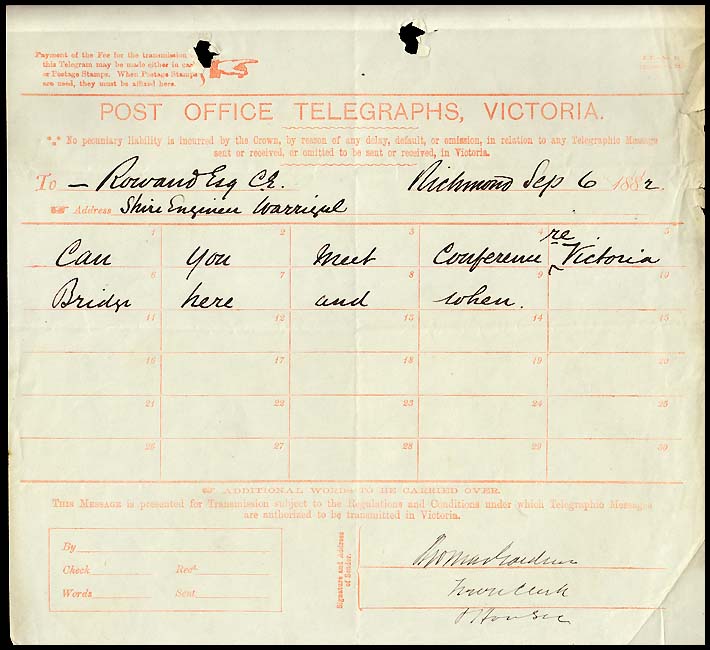 Payment of the Fee for the transmission
this Telegram may be made either in
or Postage Stamps. When Postage Stamps
are used, they must be affixed here.
POST OFFICE TELEGRAPHS, VICTORIA.
No pecuniary liability is incurred by the Crown, by reason of any delay, default, or omission, in relation to any Telegraphic Message
sent or received, or omitted to be sent or received, in Victoria.
To — Rowand Esq C.E. Richmond Sep 6 1882.
Address Shire Engineer Warrigul
1 2 3 4 5
re
Can You Meet Conference Victoria
6 7 8 9 10
Bridge here and when.
11 12 13 14 15
16 17 18 19 20
21 22 23 24 25
26 27 28 29 30
ADDITIONAL WORDS TO BE CARRIED OVER.
THIS MESSAGE is presented for Transmission subject to the Regulations and Conditions under which Telegraphic Messages
are authorized to be transmitted in Victoria.
By
Check Recd.
Words Sent
Signature and Address
of Sender.
Town Clerk